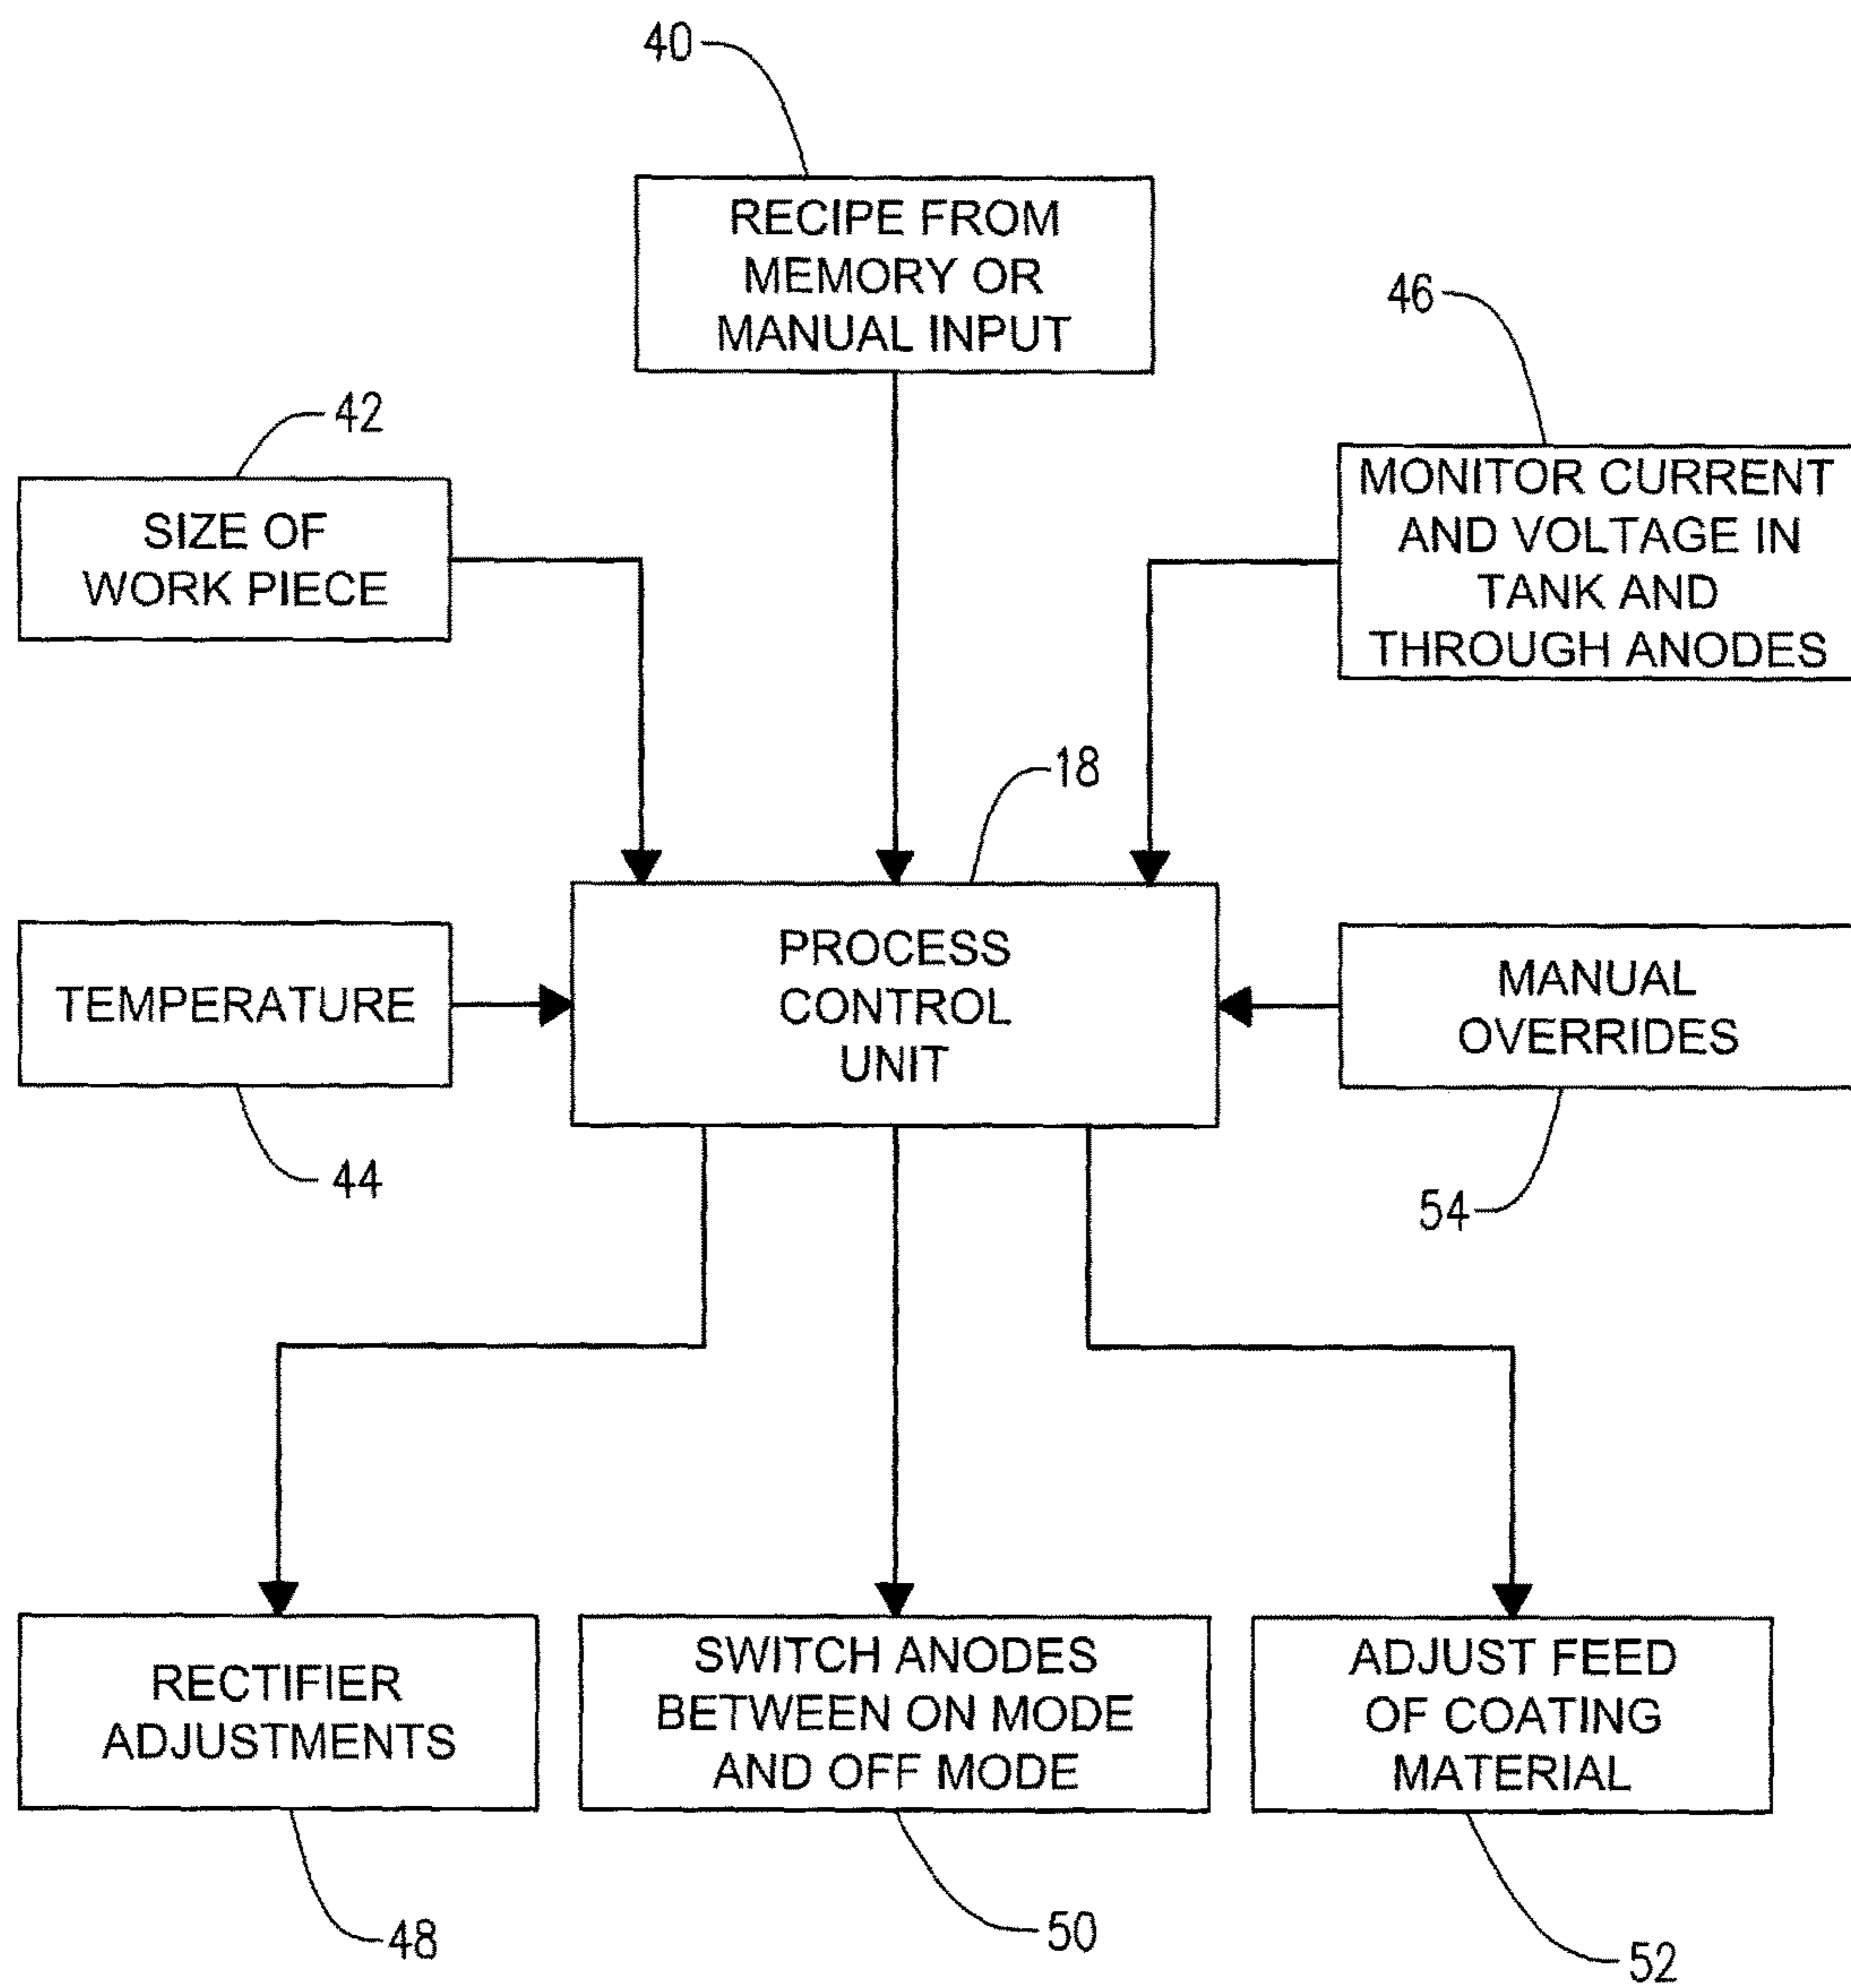 40
RECIPE FROM
MEMORY OR
MANUAL INPUT
46
42
MONITOR CURRENT
AND VOLTAGE IN
TANK AND
THROUGH ANODES
SIZE OF
WORK PIECE
18
PROCESS
CONTROL
UNIT
TEMPERATURE
MANUAL
OVERRIDES
44
54
RECTIFIER
ADJUSTMENTS
SWITCH ANODES
BETWEEN ON MODE
AND OFF MODE
ADJUST FEED
OF COATING
MATERIAL
48
50
52